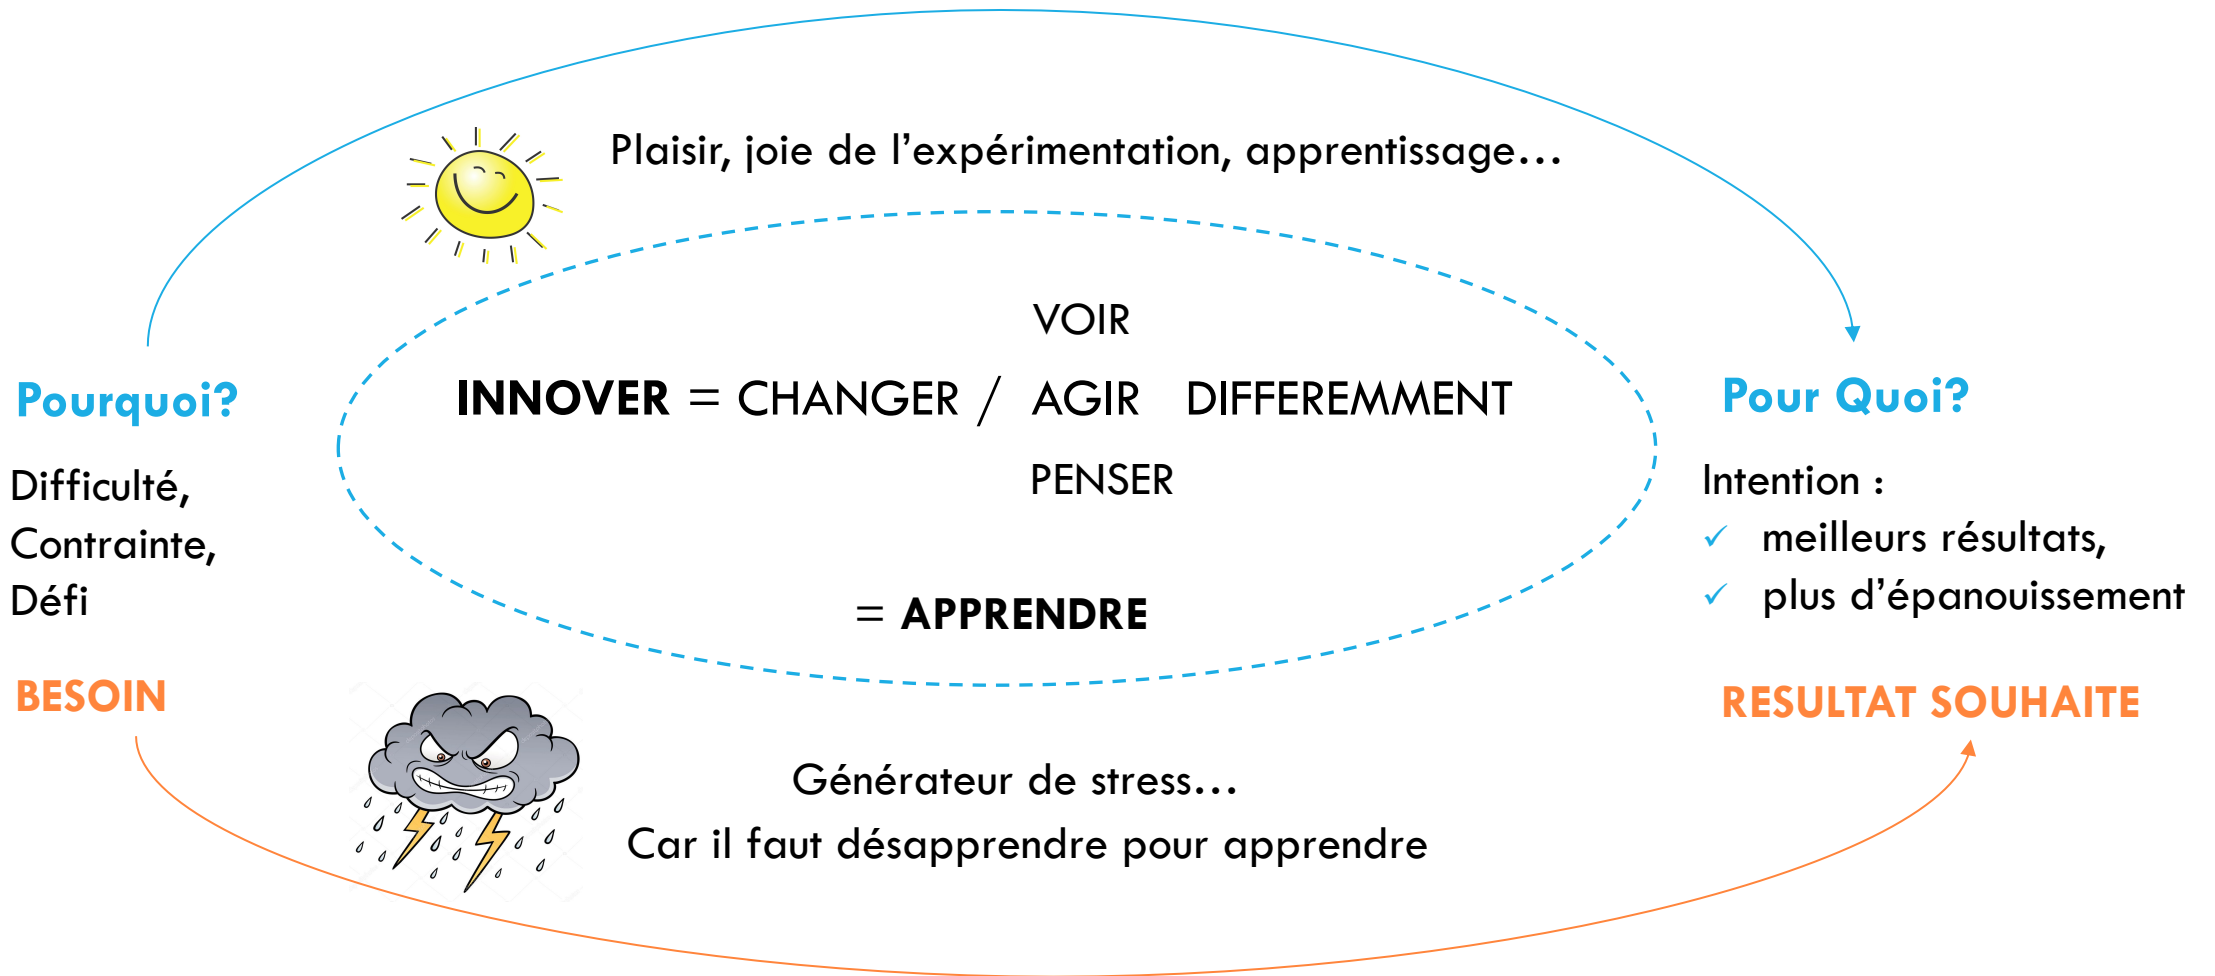 Plaisir, joie de l’expérimentation, apprentissage…
VOIR
INNOVER = CHANGER / AGIR DIFFEREMMENT
PENSER
= APPRENDRE
Pourquoi?
Difficulté,
Contrainte,
Défi
BESOIN
Pour Quoi?
Intention :
✓ meilleurs résultats,
✓ plus d’épanouissement
RESULTAT SOUHAITE
Générateur de stress…
Car il faut désapprendre pour apprendre